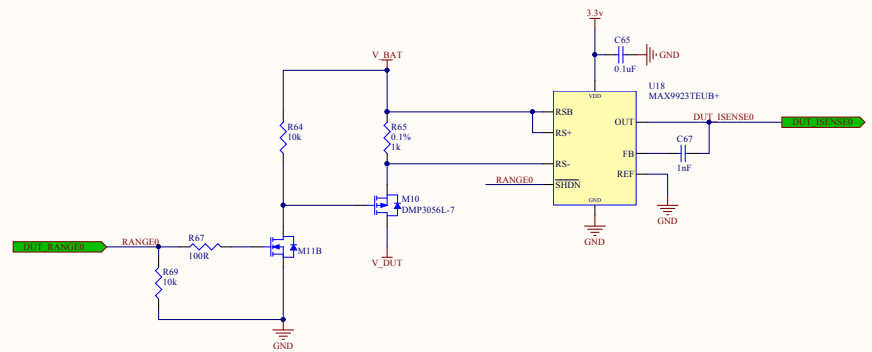 3.3v
C65
0.1uF
GND
V_BAT
U18
MAX9923TEUB+
VDD
RSB
RS+
RS-
SHDN
OUT
FB
REF
GND
R64
10k
R65
0.1%
1k
DUT_ISENSE0
DUT_ISENSE0
C67
1nF
RANGE0
M10
DMP3056L-7
GND
GND
DUT_RANGE0
RANGE0
R67
100R
M11B
V_DUT
R69
10k
GND